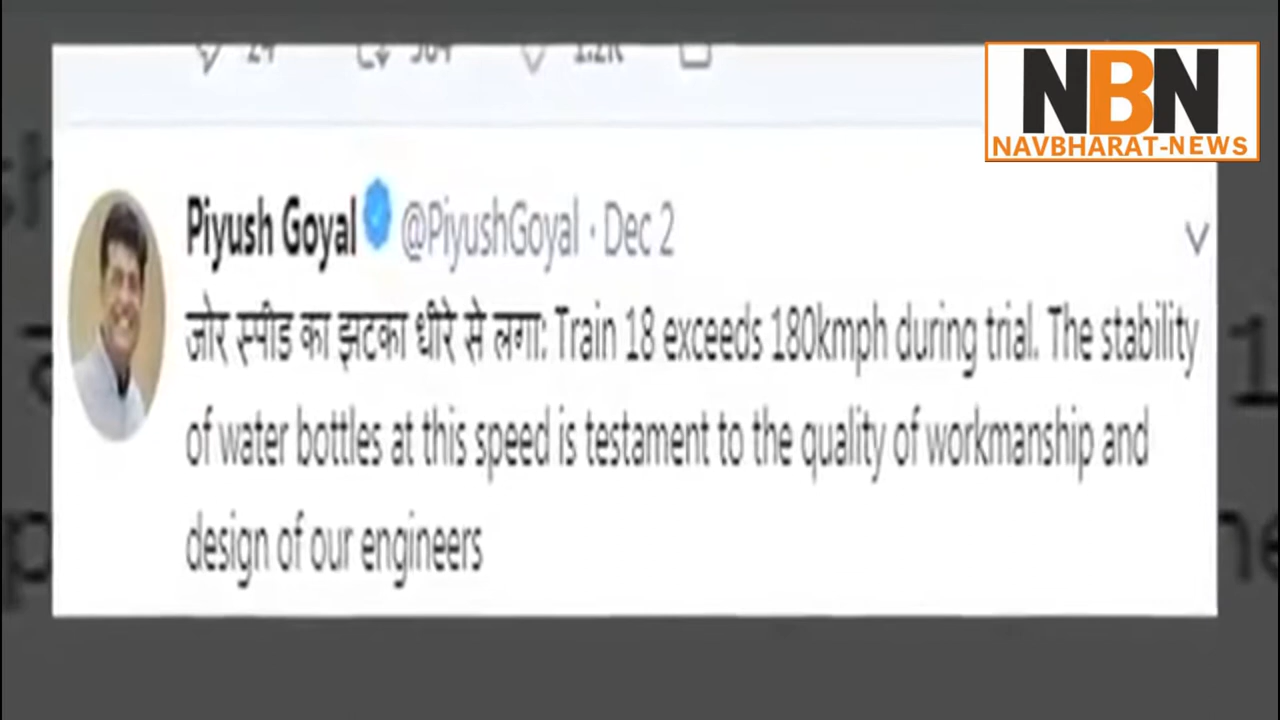 NBN
NAVBHARAT-NEWS
Piyush Goyal @PiyushGoyal · Dec 2
जोर स्पीड का झटका धीरे से लगा: Train 18 exceeds 180kmph during trial. The stability
of water bottles at this speed is testament to the quality of workmanship and
design of our engineers